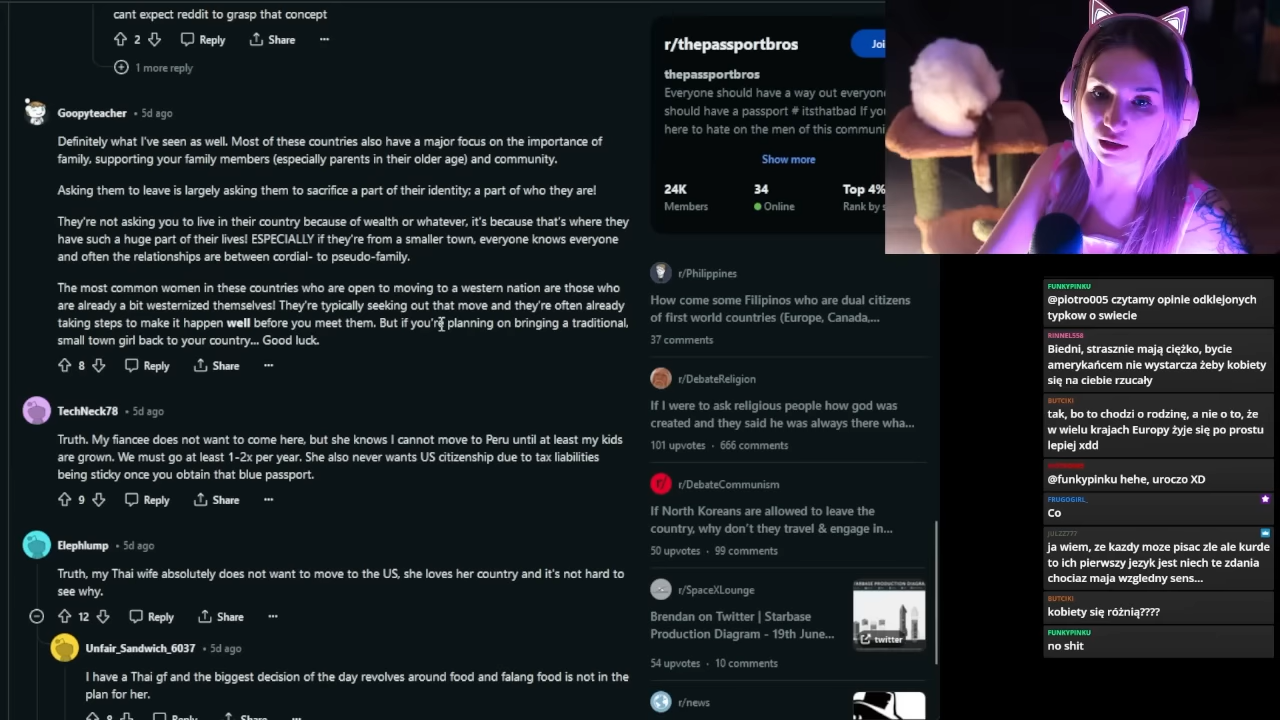 cant expect reddit to grasp that concept
2 Reply Share
1 more reply
Goopyteacher • 5d ago
Definitely what I've seen as well. Most of these countries also have a major focus on the importance of
family, supporting your family members (especially parents in their older age) and community.
Asking them to leave is largely asking them to sacrifice a part of their identity; a part of who they are!
They're not asking you to live in their country because of wealth or whatever, it's because that's where they
have such a huge part of their lives! ESPECIALLY if they're from a smaller town, everyone knows everyone
and often the relationships are between cordial- to pseudo-family.
The most common women in these countries who are open to moving to a western nation are those who
are already a bit westernized themselves! They're typically seeking out that move and they're often already
taking steps to make it happen well before you meet them. But if you're planning on bringing a traditional,
small town girl back to your country... Good luck.
8 Reply Share
TechNeck78 • 5d ago
Truth. My fiancee does not want to come here, but she knows I cannot move to Peru until at least my kids
are grown. We must go at least 1-2x per year. She also never wants US citizenship due to tax liabilities
being sticky once you obtain that blue passport.
9 Reply Share
Elephlump • 5d ago
Truth, my Thai wife absolutely does not want to move to the US, she loves her country and it's not hard to
see why.
12 Reply Share
Unfair_Sandwich_6037 • 5d ago
I have a Thai gf and the biggest decision of the day revolves around food and falang food is not in the
plan for her.
8 Reply Share
r/thepassportbros
Joi
thepassportbros
Everyone should have a way out everyone
should have a passport # itsthatbad If you
here to hate on the men of this communi
Show more
24K 34 Top 4%
Members Online Rank by s
r/Philippines
How come some Filipinos who are dual citizens
of first world countries (Europe, Canada,...
37 comments
r/DebateReligion
If I were to ask religious people how god was
created and they said he was always there wha...
101 upvotes • 666 comments
r/DebateCommunism
If North Koreans are allowed to leave the
country, why don't they travel & engage in...
50 upvotes • 99 comments
r/SpaceXLounge
Brendan on Twitter | Starbase
Production Diagram - 19th June...
twitter
54 upvotes • 10 comments
r/news
FUNKYPINKU
@piotro005 czytamy opinie odklejonych
typkow o swiecie
RINNEL558
Biedni, strasznie mają ciężko, bycie
amerykańcem nie wystarcza żeby kobiety
się na ciebie rzucały
BUTCIKI
tak, bo to chodzi o rodzinę, a nie o to, że
w wielu krajach Europy żyje się po prostu
lepiej xdd
@funkypinku hehe, uroczo XD
FRUGOGIRL_
Co
JULZZ777
ja wiem, ze kazdy moze pisac zle ale kurde
to ich pierwszy jezyk jest niech te zdania
chociaz maja wzgledny sens...
BUTCIKI
kobiety się różnią????
FUNKYPINKU
no shit